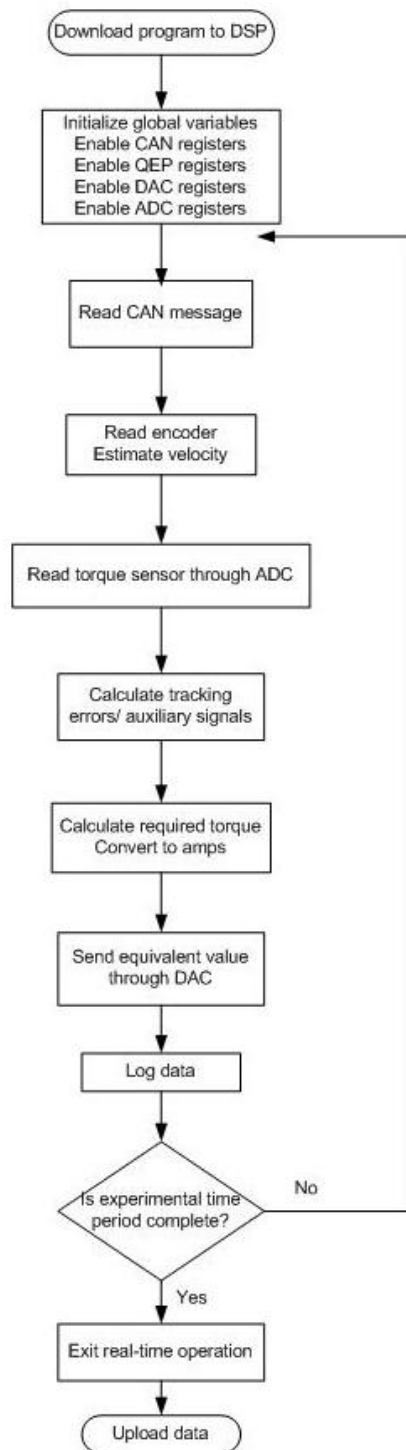 Download program to DSP
Initialize global variables
Enable CAN registers
Enable QEP registers
Enable DAC registers
Enable ADC registers
Read CAN message
Read encoder
Estimate velocity
Read torque sensor through ADC
Calculate tracking
errors/ auxiliary signals
Calculate required torque
Convert to amps
Send equivalent value
through DAC
Log data
Is experimental time
period complete?
No
Yes
Exit real-time operation
Upload data